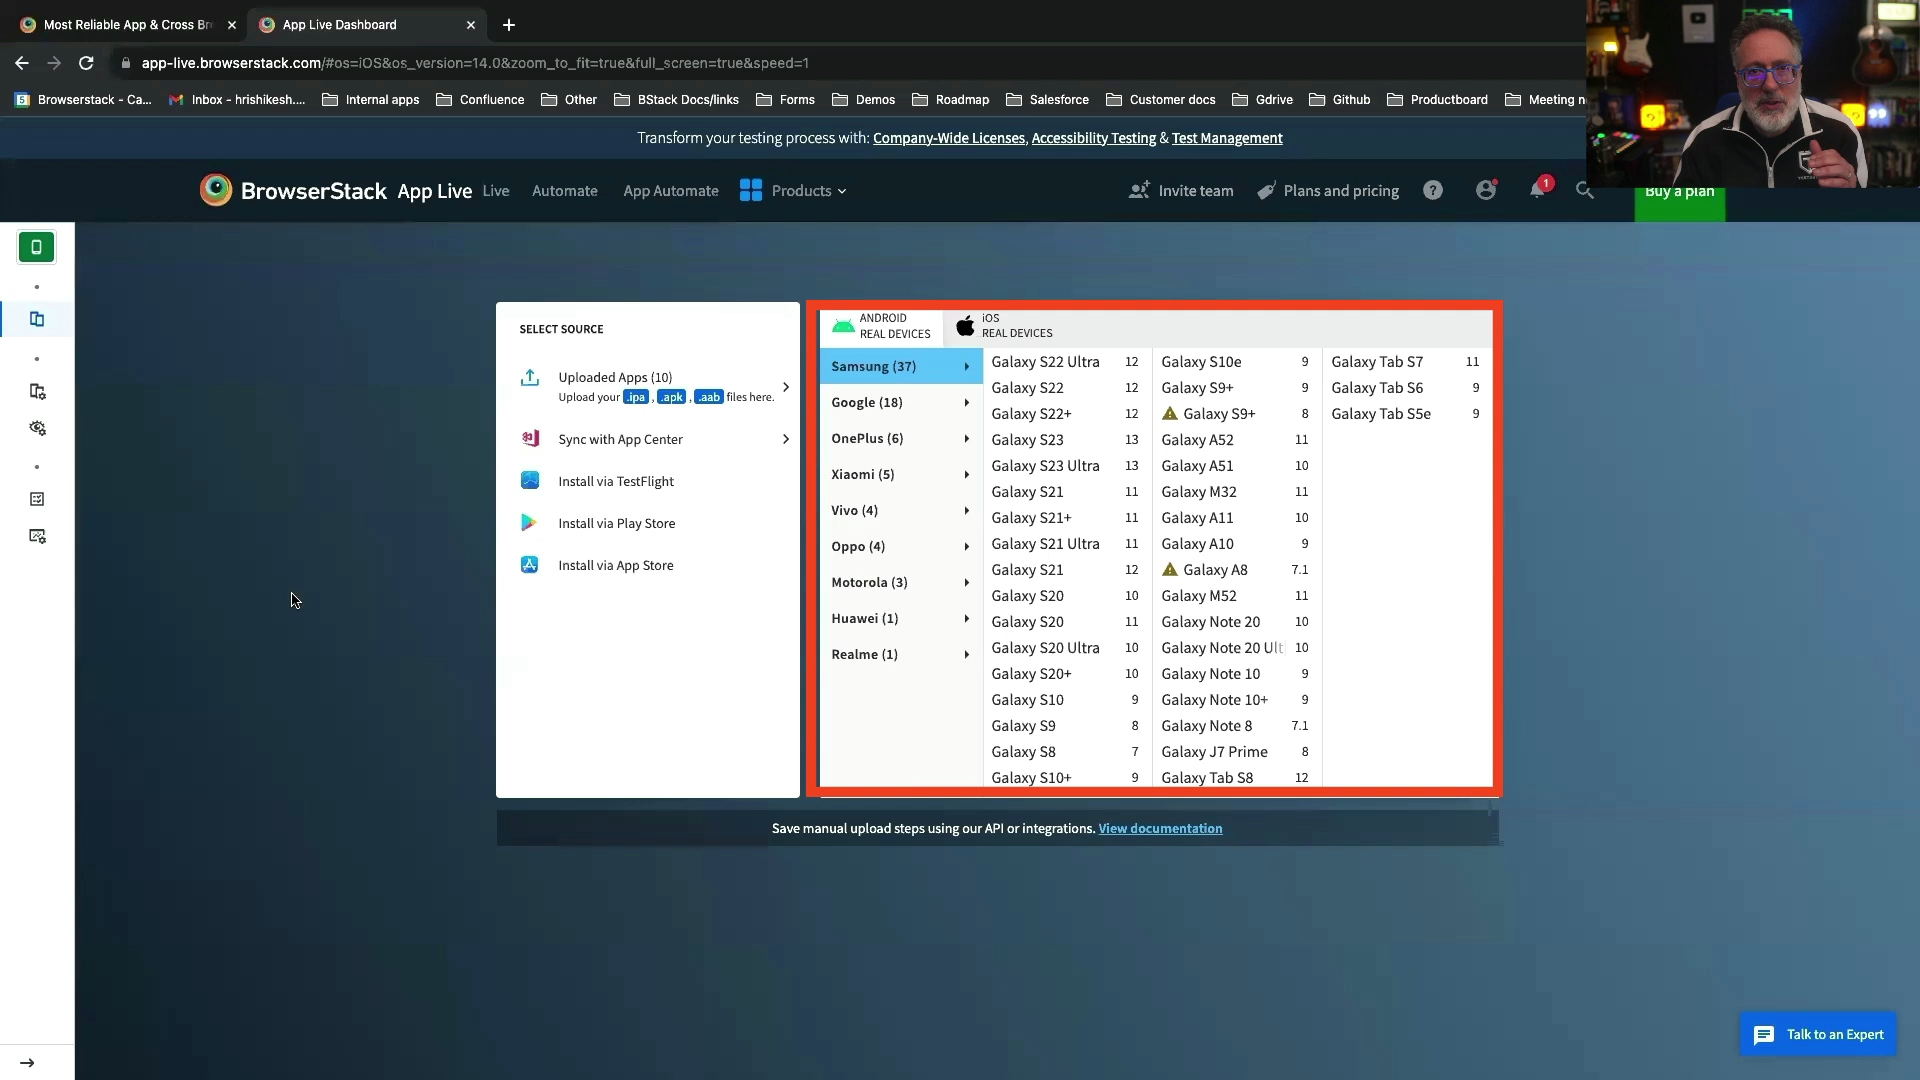 Most Reliable App & Cross Br
App Live Dashboard
app-live.browserstack.com/#os=iOS&os_version=14.0&zoom_to_fit=true&full_screen=true&speed=1
Browserstack - Ca...
Inbox - hrishikesh....
Internal apps
Confluence
Other
BStack Docs/links
Forms
Demos
Roadmap
Salesforce
Customer docs
Gdrive
Github
Productboard
Meeting n
Transform your testing process with: Company-Wide Licenses, Accessibility Testing & Test Management
BrowserStack App Live
Live
Automate
App Automate
Products
Invite team
Plans and pricing
?
1
Buy a plan
SELECT SOURCE
Uploaded Apps (10)
Upload your .ipa , .apk , .aab files here.
Sync with App Center
Install via TestFlight
Install via Play Store
Install via App Store
ANDROID
REAL DEVICES
iOS
REAL DEVICES
Samsung (37)
Google (18)
OnePlus (6)
Xiaomi (5)
Vivo (4)
Oppo (4)
Motorola (3)
Huawei (1)
Realme (1)
Galaxy S22 Ultra 12
Galaxy S22 12
Galaxy S22+ 12
Galaxy S23 13
Galaxy S23 Ultra 13
Galaxy S21 11
Galaxy S21+ 11
Galaxy S21 Ultra 11
Galaxy S21 12
Galaxy S20 10
Galaxy S20 11
Galaxy S20 Ultra 10
Galaxy S20+ 10
Galaxy S10 9
Galaxy S9 8
Galaxy S8 7
Galaxy S10+ 9
Galaxy S10e 9
Galaxy S9+ 9
Galaxy S9+ 8
Galaxy A52 11
Galaxy A51 10
Galaxy M32 11
Galaxy A11 10
Galaxy A10 9
Galaxy A8 7.1
Galaxy M52 11
Galaxy Note 20 10
Galaxy Note 20 Ult 10
Galaxy Note 10 9
Galaxy Note 10+ 9
Galaxy Note 8 7.1
Galaxy J7 Prime 8
Galaxy Tab S8 12
Galaxy Tab S7 11
Galaxy Tab S6 9
Galaxy Tab S5e 9
Save manual upload steps using our API or integrations. View documentation
Talk to an Expert